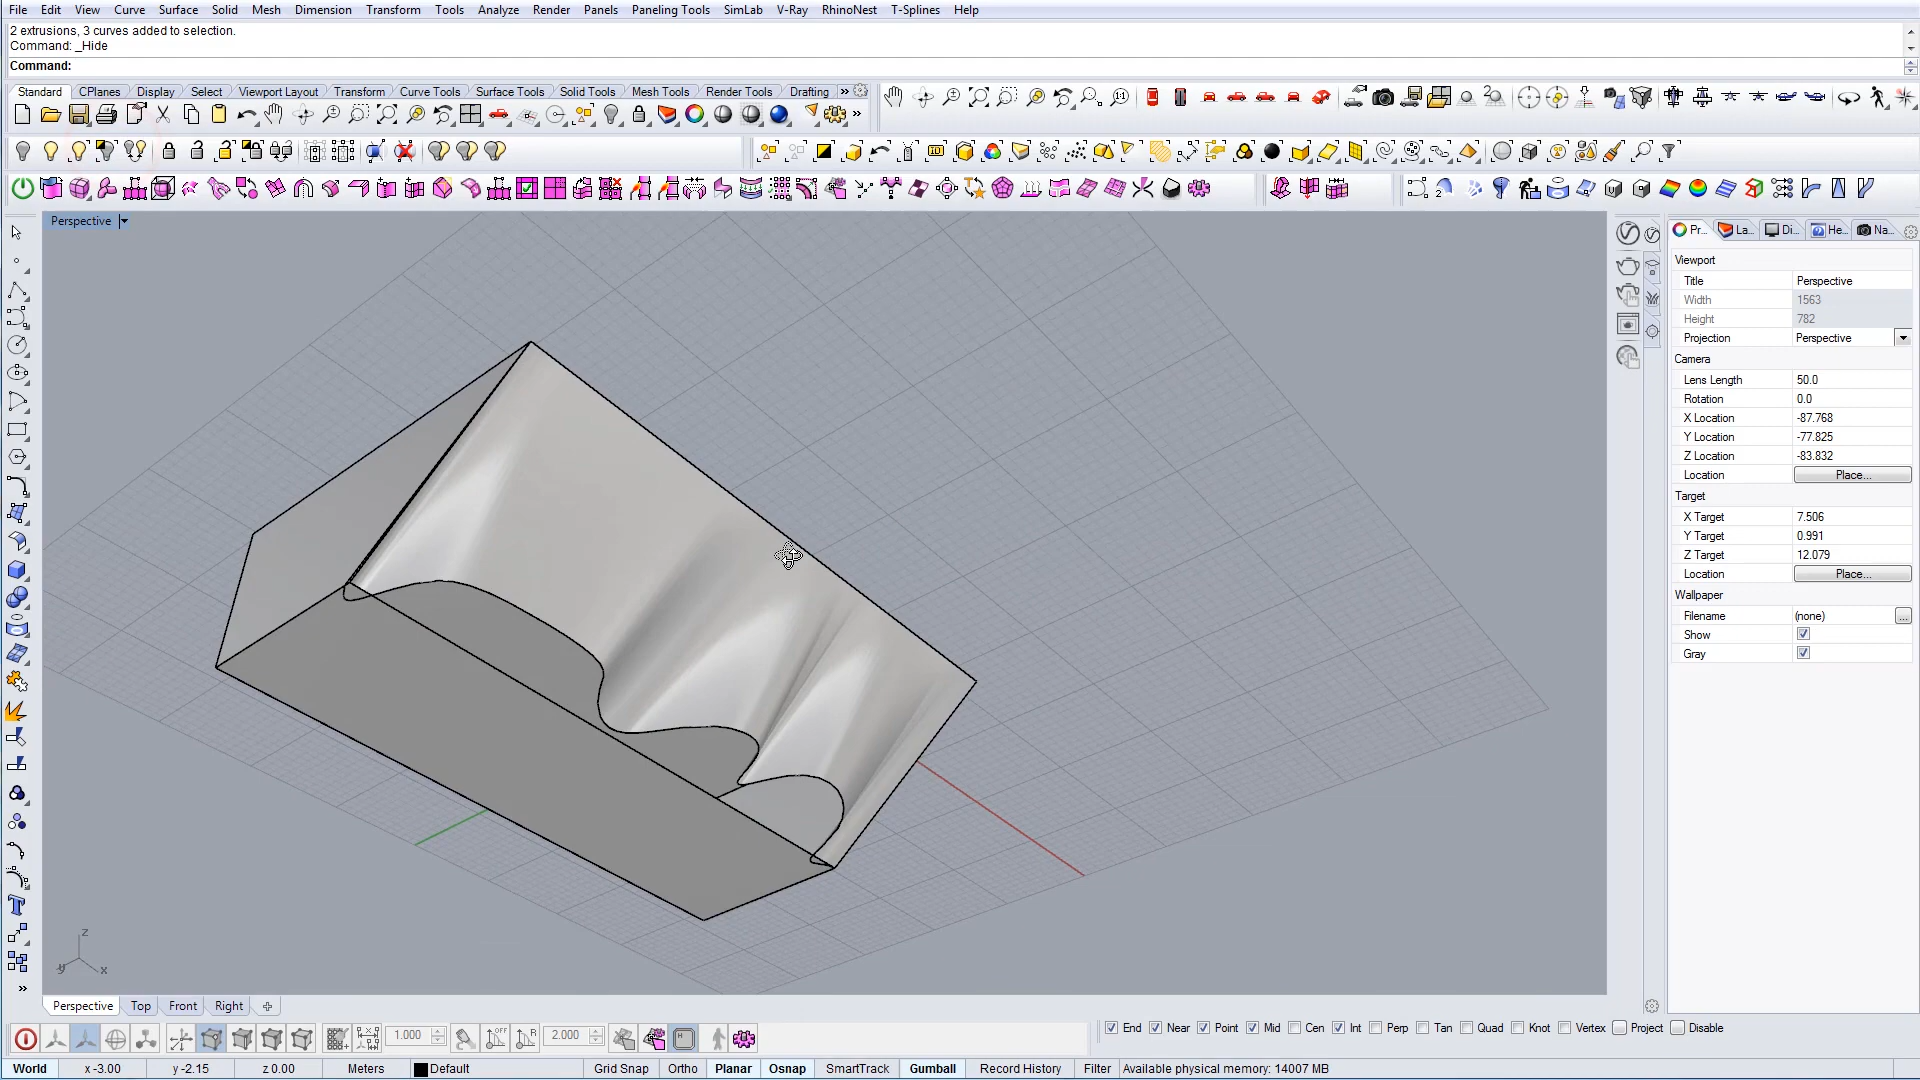 File Edit View Curve Surface Solid Mesh Dimension Transform Tools Analyze Render Panels Paneling Tools SimLab V-Ray RhinoNest T-Splines Help
2 extrusions, 3 curves added to selection.
Command: _Hide
Command:
Standard CPlanes Display Select Viewport Layout Transform Curve Tools Surface Tools Solid Tools Mesh Tools Render Tools Drafting »
Perspective
Pr... La... Di... He... Na...
Viewport
Title Perspective
Width 1563
Height 782
Projection Perspective
Camera
Lens Length 50.0
Rotation 0.0
X Location -87.768
Y Location -77.825
Z Location -83.832
Location Place...
Target
X Target 7.506
Y Target 0.991
Z Target 12.079
Location Place...
Wallpaper
Filename (none) ...
Show
Gray
z
y x
Perspective Top Front Right
1.000 OFF R 2.000
End Near Point Mid Cen Int Perp Tan Quad Knot Vertex Project Disable
World x -3.00 y -2.15 z 0.00 Meters Default Grid Snap Ortho Planar Osnap SmartTrack Gumball Record History Filter Available physical memory: 14007 MB